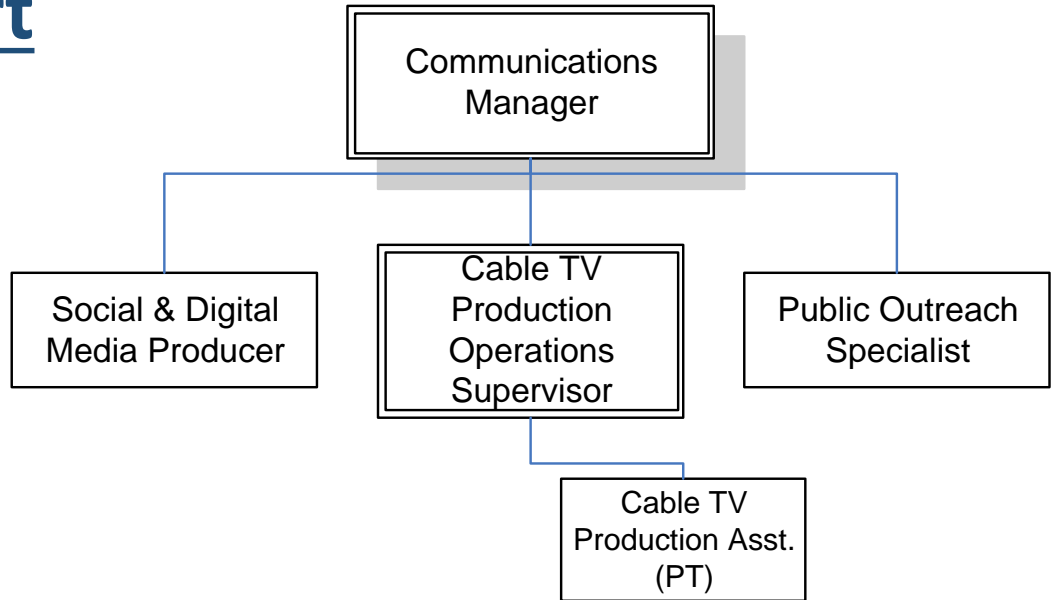 rt
Communications
Manager
Social & Digital
Media Producer
Cable TV
Production
Operations
Supervisor
Public Outreach
Specialist
Cable TV
Production Asst.
(PT)